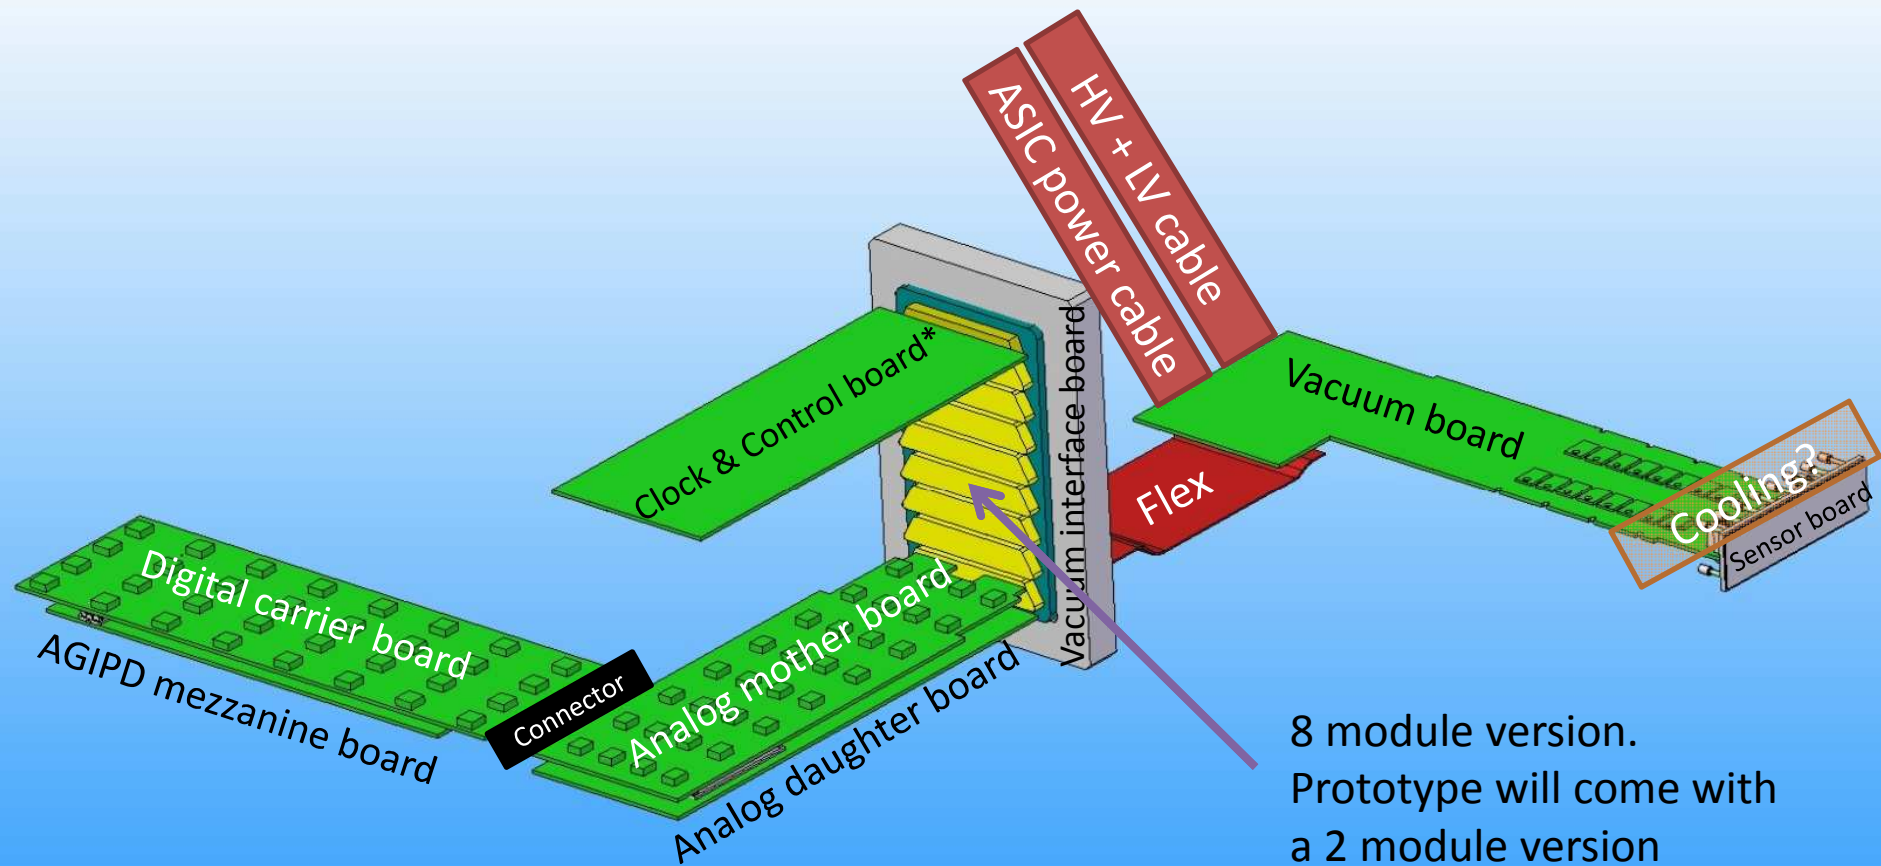 HV + LV cable
ASIC power cable
Clock & Control board*
Vacuum interface board
Vacuum board
Flex
Cooling?
Sensor board
Digital carrier board
AGIPD mezzanine board
Connector
Analog mother board
Analog daughter board
8 module version.
Prototype will come with
a 2 module version